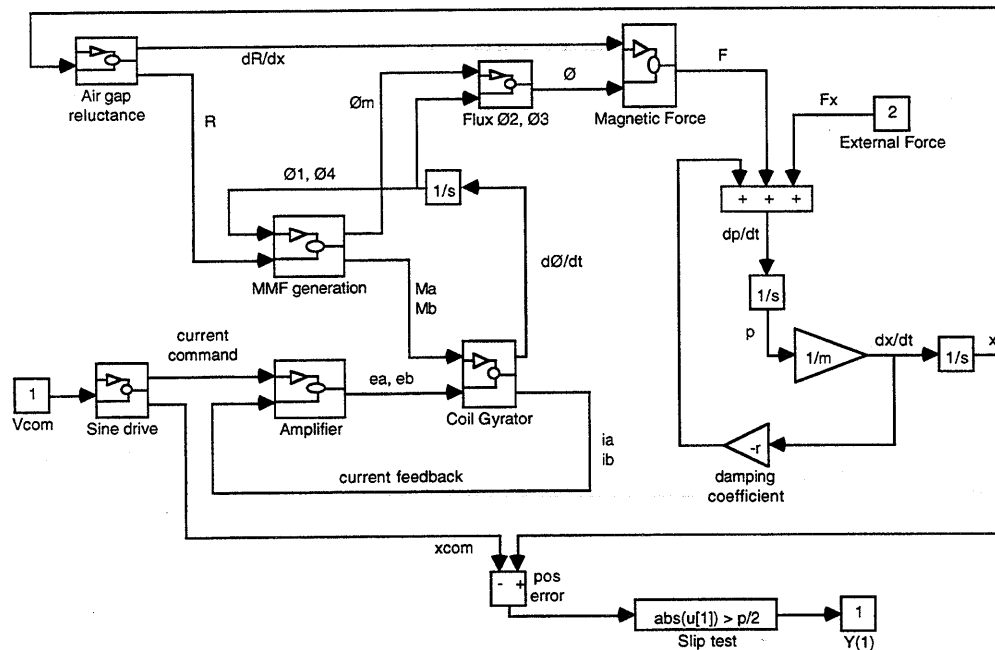 dR/dx
Air gap
reluctance
R
Øm
Flux Ø2, Ø3
Ø
Magnetic Force
F
Fx
2
External Force
Ø1, Ø4
1/s
+ + +
MMF generation
dØ/dt
dp/dt
Ma
Mb
1/s
p
1/m
dx/dt
1/s
x
current
command
1
Vcom
Sine drive
Amplifier
ea, eb
Coil Gyrator
ia
ib
current feedback
-r
damping
coefficient
xcom
- +
pos
error
abs(u[1]) > p/2
Slip test
1
Y(1)